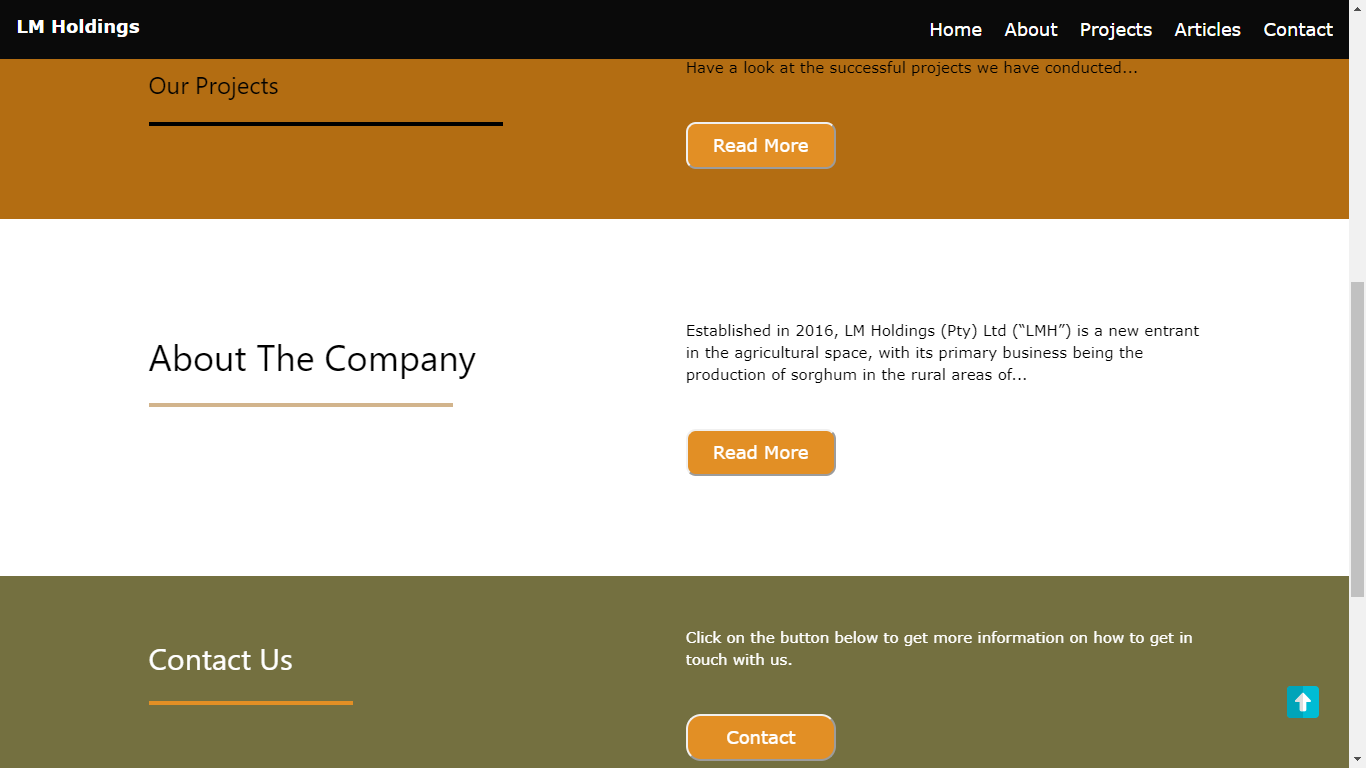 LM Holdings
Home About Projects Articles Contact
Our Projects
Have a look at the successful projects we have conducted...
Read More
About The Company
Established in 2016, LM Holdings (Pty) Ltd (“LMH”) is a new entrant
in the agricultural space, with its primary business being the
production of sorghum in the rural areas of...
Read More
Contact Us
Click on the button below to get more information on how to get in
touch with us.
Contact